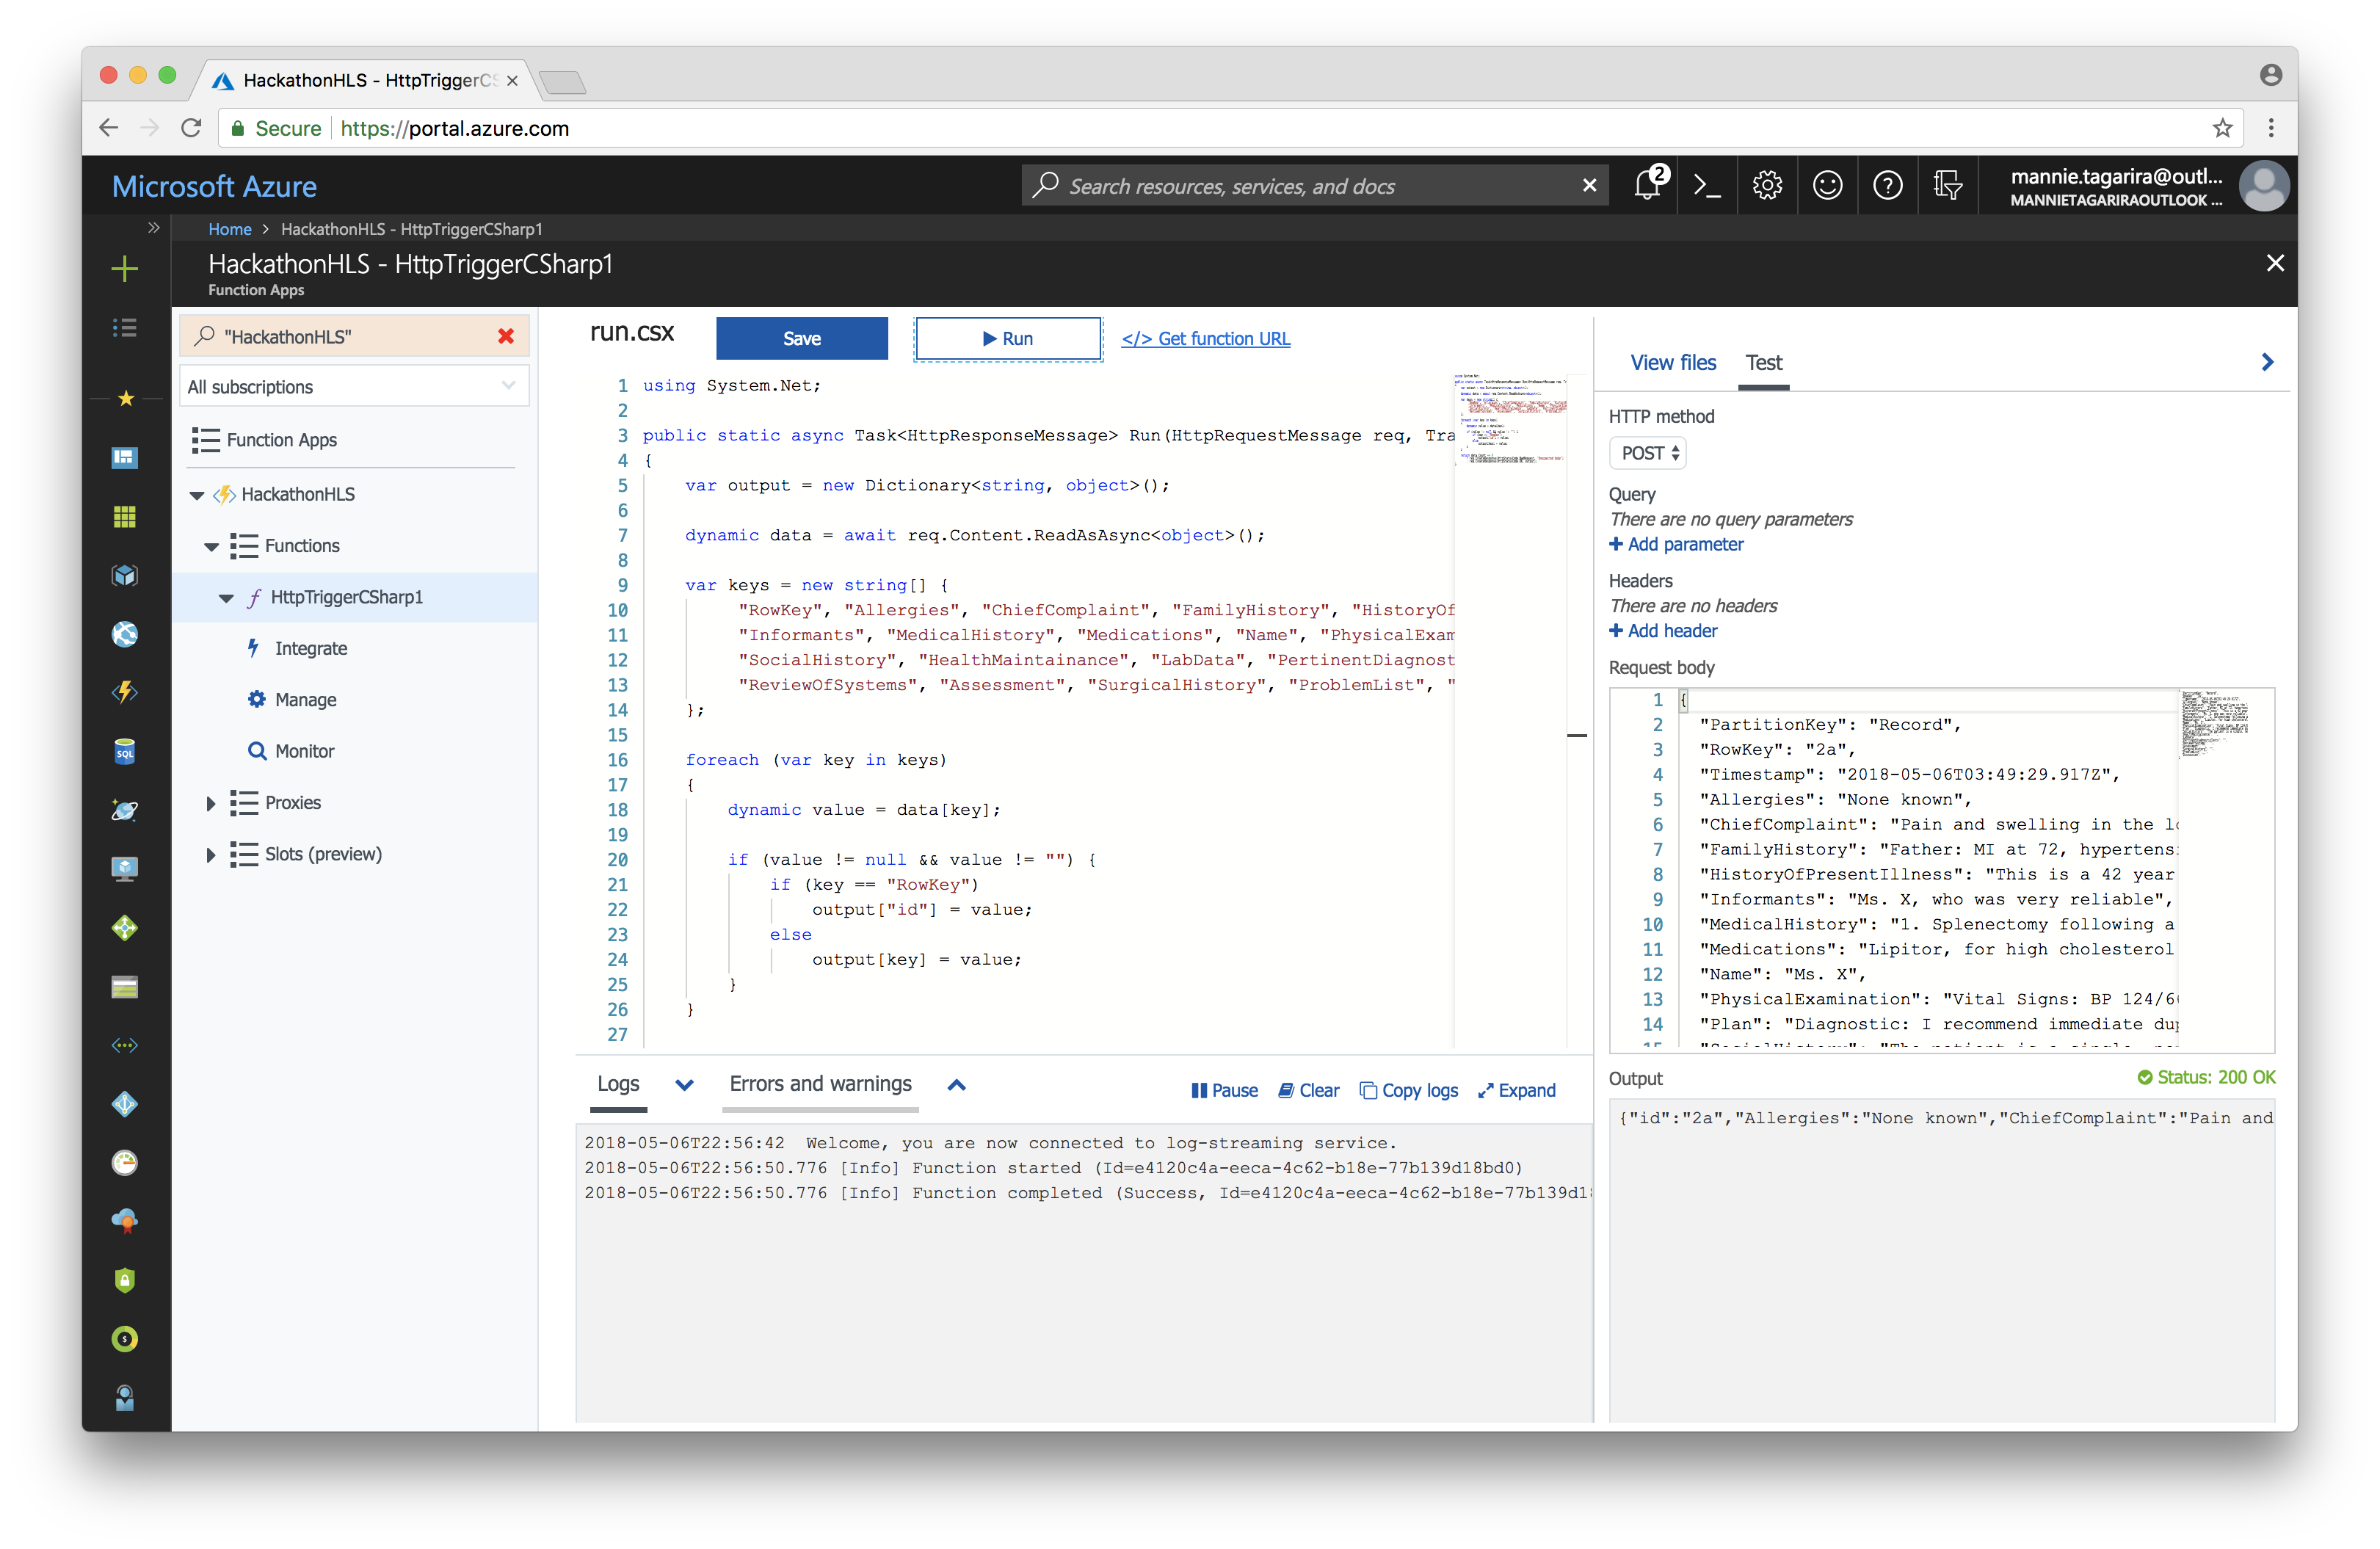 HackathonHLS - HttpTriggerCS
Secure https://portal.azure.com
Microsoft Azure
Search resources, services, and docs
2
mannie.tagarira@outl...
MANNIETAGARIRAOUTLOOK ...
Home > HackathonHLS - HttpTriggerCSharp1
HackathonHLS - HttpTriggerCSharp1
Function Apps
"HackathonHLS"
All subscriptions
Function Apps
HackathonHLS
Functions
HttpTriggerCSharp1
Integrate
Manage
Monitor
Proxies
Slots (preview)
run.csx
Save
Run
</> Get function URL
1 using System.Net;
2
3 public static async Task<HttpResponseMessage> Run(HttpRequestMessage req, Tra
4 {
5 var output = new Dictionary<string, object>();
6
7 dynamic data = await req.Content.ReadAsAsync<object>();
8
9 var keys = new string[] {
10 "RowKey", "Allergies", "ChiefComplaint", "FamilyHistory", "HistoryOf
11 "Informants", "MedicalHistory", "Medications", "Name", "PhysicalExam
12 "SocialHistory", "HealthMaintainance", "LabData", "PertinentDiagnost
13 "ReviewOfSystems", "Assessment", "SurgicalHistory", "ProblemList", "
14 };
15
16 foreach (var key in keys)
17 {
18 dynamic value = data[key];
19
20 if (value != null && value != "") {
21 if (key == "RowKey")
22 output["id"] = value;
23 else
24 output[key] = value;
25 }
26 }
27
Logs
Errors and warnings
Pause
Clear
Copy logs
Expand
2018-05-06T22:56:42 Welcome, you are now connected to log-streaming service.
2018-05-06T22:56:50.776 [Info] Function started (Id=e4120c4a-eeca-4c62-b18e-77b139d18bd0)
2018-05-06T22:56:50.776 [Info] Function completed (Success, Id=e4120c4a-eeca-4c62-b18e-77b139d18
View files
Test
HTTP method
POST
Query
There are no query parameters
+ Add parameter
Headers
There are no headers
+ Add header
Request body
1 {
2 "PartitionKey": "Record",
3 "RowKey": "2a",
4 "Timestamp": "2018-05-06T03:49:29.917Z",
5 "Allergies": "None known",
6 "ChiefComplaint": "Pain and swelling in the lo
7 "FamilyHistory": "Father: MI at 72, hypertens
8 "HistoryOfPresentIllness": "This is a 42 year
9 "Informants": "Ms. X, who was very reliable",
10 "MedicalHistory": "1. Splenectomy following a
11 "Medications": "Lipitor, for high cholesterol
12 "Name": "Ms. X",
13 "PhysicalExamination": "Vital Signs: BP 124/6
14 "Plan": "Diagnostic: I recommend immediate dup
Output
Status: 200 OK
{"id":"2a","Allergies":"None known","ChiefComplaint":"Pain and